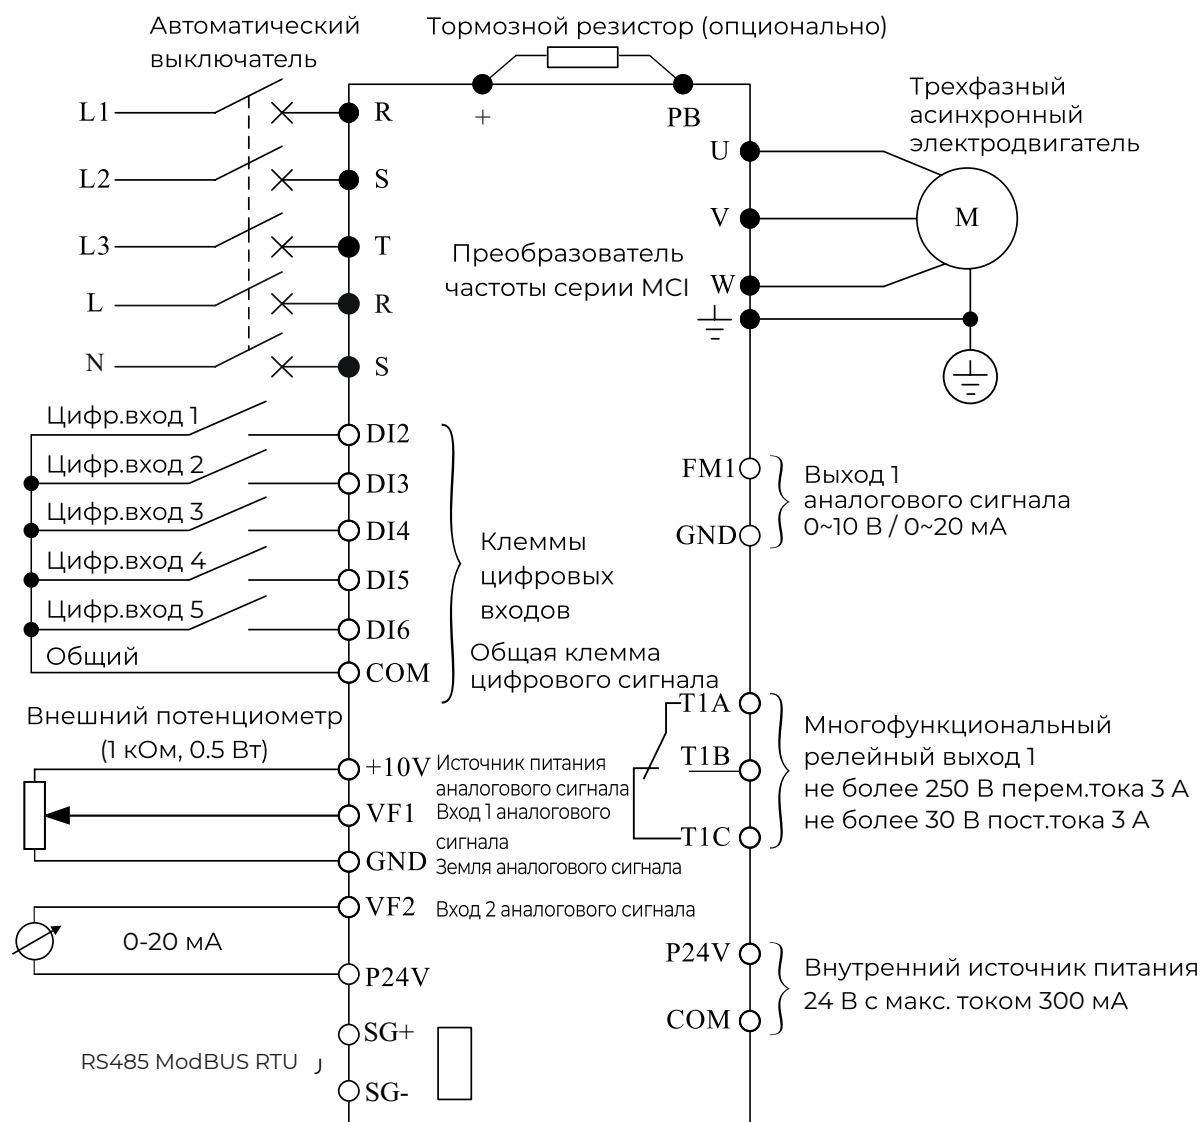 Автоматический
выключатель
Тормозной резистор (опционально)
L1
R
+
PB
L2
S
L3
T
L
R
N
S
U
V
W
Трехфазный
асинхронный
электродвигатель
M
Преобразователь
частоты серии MCI
Цифр.вход 1
DI2
Цифр.вход 2
DI3
Цифр.вход 3
DI4
Цифр.вход 4
DI5
Цифр.вход 5
DI6
Общий
COM
Клеммы
цифровых
входов
Общая клемма
цифрового сигнала
FM1
GND
Выход 1
аналогового сигнала
0~10 В / 0~20 мА
Внешний потенциометр
(1 кОм, 0.5 Вт)
+10V
Источник питания
аналогового сигнала
VF1
Вход 1 аналогового
сигнала
GND
Земля аналогового сигнала
VF2
Вход 2 аналогового сигнала
0-20 мА
P24V
T1A
T1B
T1C
Многофункциональный
релейный выход 1
не более 250 В перем.тока 3 А
не более 30 В пост.тока 3 А
P24V
COM
Внутренний источник питания
24 В с макс. током 300 мА
SG+
RS485 ModBUS RTU
SG-